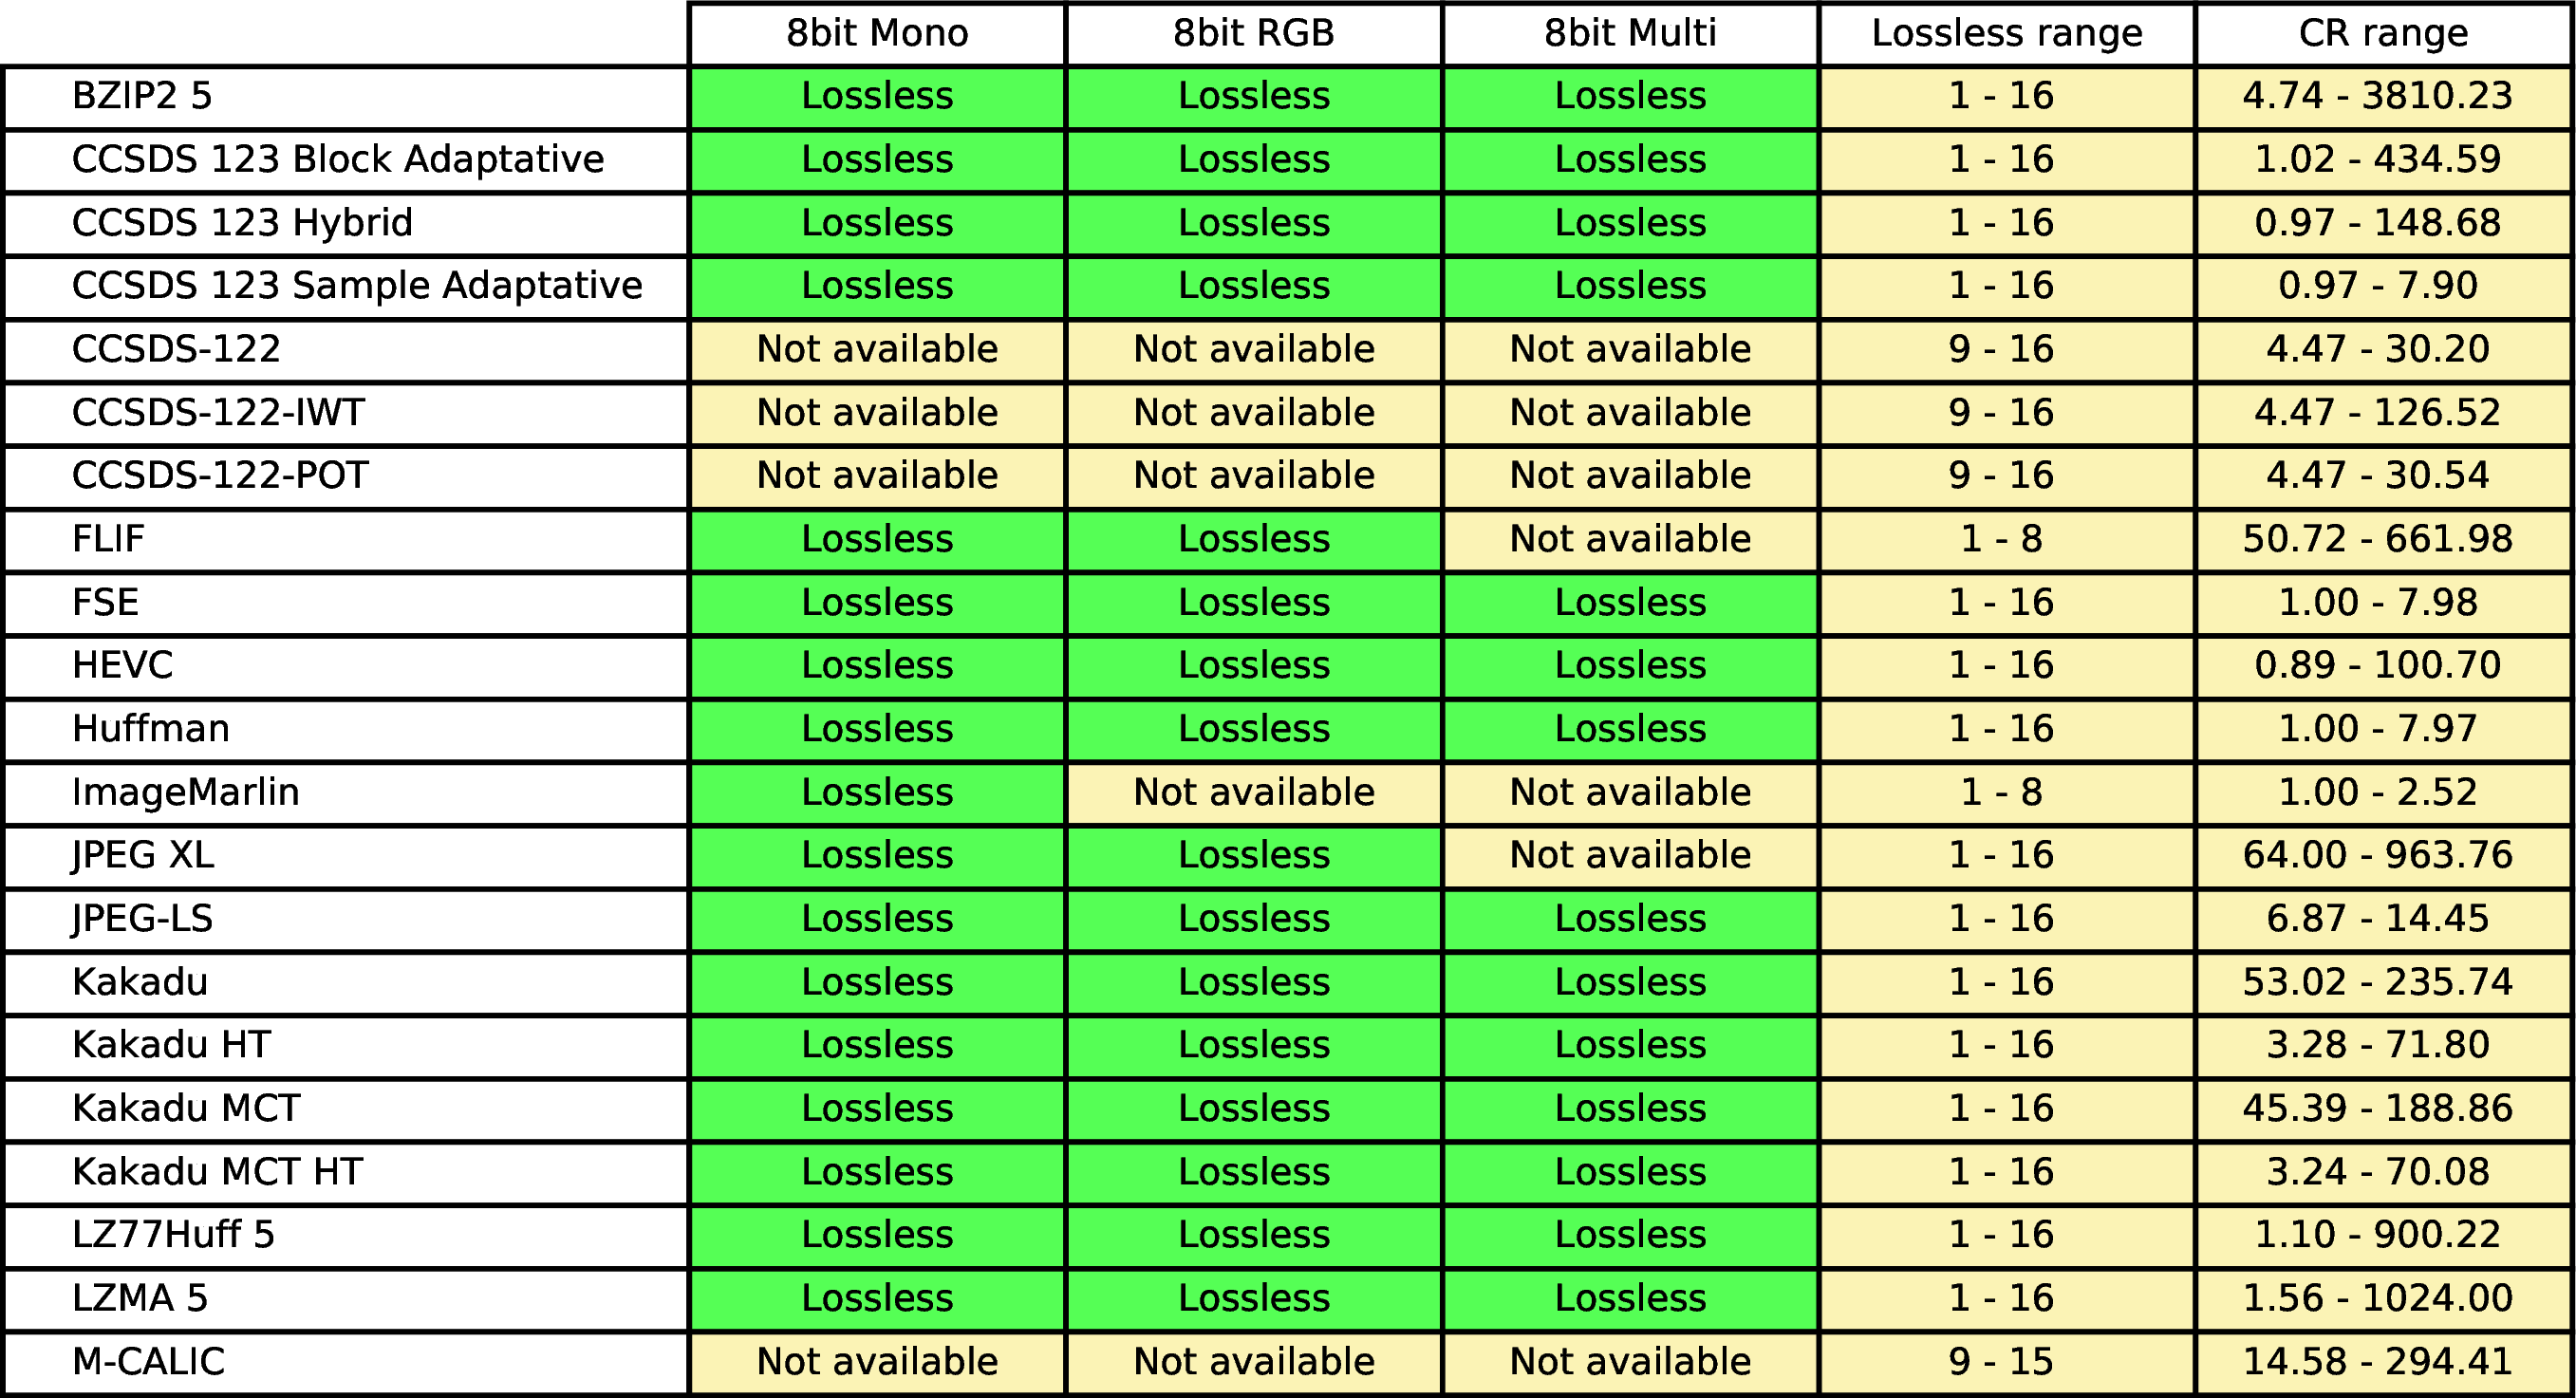 8bit Mono 8bit RGB 8bit Multi Lossless range CR range
BZIP2 5 Lossless Lossless Lossless 1 - 16 4.74 - 3810.23
CCSDS 123 Block Adaptative Lossless Lossless Lossless 1 - 16 1.02 - 434.59
CCSDS 123 Hybrid Lossless Lossless Lossless 1 - 16 0.97 - 148.68
CCSDS 123 Sample Adaptative Lossless Lossless Lossless 1 - 16 0.97 - 7.90
CCSDS-122 Not available Not available Not available 9 - 16 4.47 - 30.20
CCSDS-122-IWT Not available Not available Not available 9 - 16 4.47 - 126.52
CCSDS-122-POT Not available Not available Not available 9 - 16 4.47 - 30.54
FLIF Lossless Lossless Not available 1 - 8 50.72 - 661.98
FSE Lossless Lossless Lossless 1 - 16 1.00 - 7.98
HEVC Lossless Lossless Lossless 1 - 16 0.89 - 100.70
Huffman Lossless Lossless Lossless 1 - 16 1.00 - 7.97
ImageMarlin Lossless Not available Not available 1 - 8 1.00 - 2.52
JPEG XL Lossless Lossless Not available 1 - 16 64.00 - 963.76
JPEG-LS Lossless Lossless Lossless 1 - 16 6.87 - 14.45
Kakadu Lossless Lossless Lossless 1 - 16 53.02 - 235.74
Kakadu HT Lossless Lossless Lossless 1 - 16 3.28 - 71.80
Kakadu MCT Lossless Lossless Lossless 1 - 16 45.39 - 188.86
Kakadu MCT HT Lossless Lossless Lossless 1 - 16 3.24 - 70.08
LZ77Huff 5 Lossless Lossless Lossless 1 - 16 1.10 - 900.22
LZMA 5 Lossless Lossless Lossless 1 - 16 1.56 - 1024.00
M-CALIC Not available Not available Not available 9 - 15 14.58 - 294.41